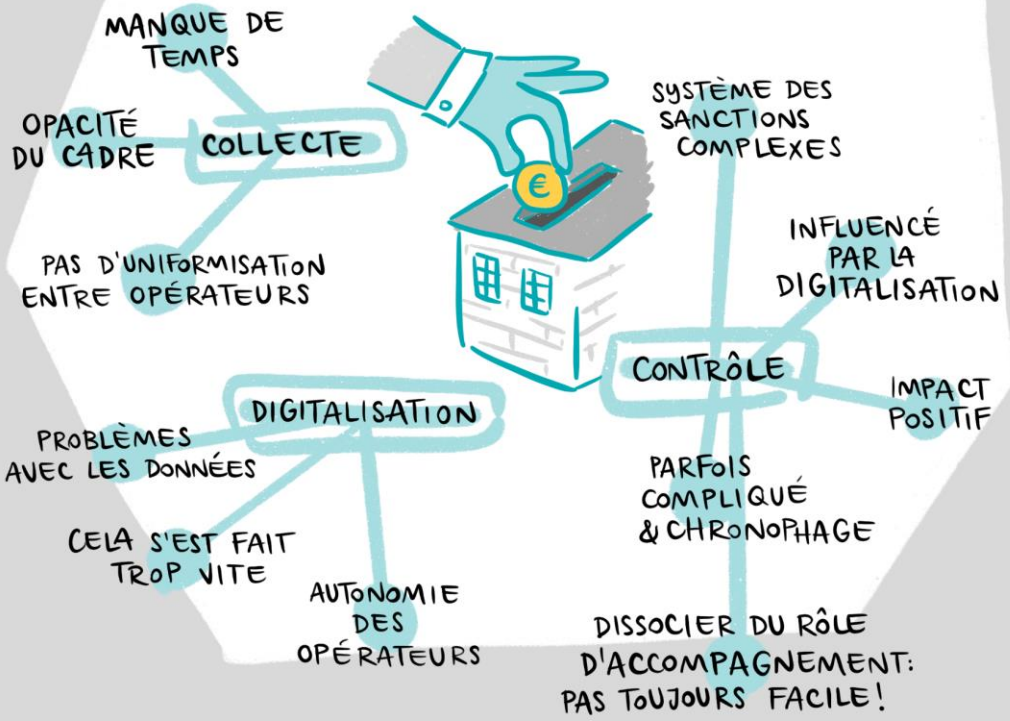 MANQUE DE
TEMPS
OPACITÉ
DU CADRE
COLLECTE
PAS D'UNIFORMISATION
ENTRE OPÉRATEURS
€
SYSTÈME DES
SANCTIONS
COMPLEXES
INFLUENCÉ
PAR LA
DIGITALISATION
CONTRÔLE
IMPACT
POSITIF
PARFOIS
COMPLIQUÉ
& CHRONOPHAGE
DISSOCIER DU RÔLE
D'ACCOMPAGNEMENT:
PAS TOUJOURS FACILE!
DIGITALISATION
PROBLÈMES
AVEC LES DONNÉES
CELA S'EST FAIT
TROP VITE
AUTONOMIE
DES
OPÉRATEURS